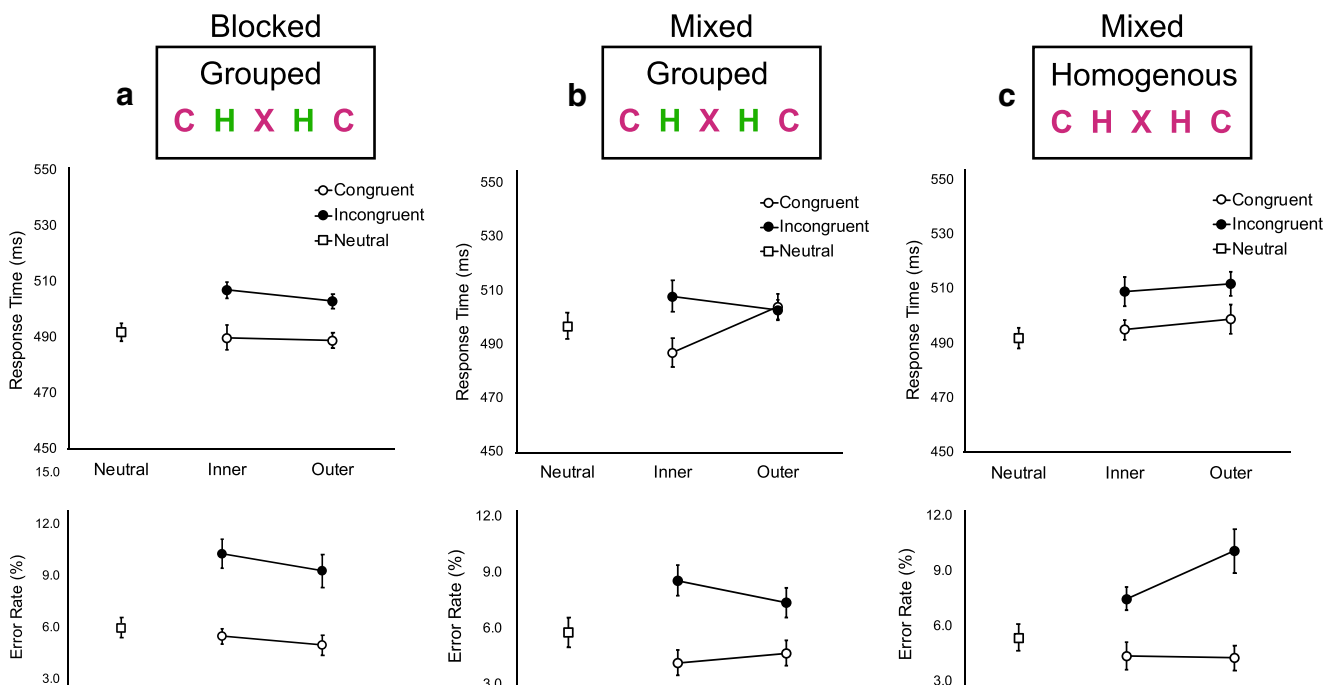 Blocked
a
Grouped
C H X H C
550
530
510
490
470
450
Response Time (ms)
Congruent
Incongruent
Neutral
Neutral Inner Outer
15.0
12.0
9.0
6.0
3.0
Error Rate (%)
Mixed
b
Grouped
C H X H C
550
530
510
490
470
450
Response Time (ms)
Congruent
Incongruent
Neutral
Neutral Inner Outer
12.0
9.0
6.0
3.0
Error Rate (%)
Mixed
c
Homogenous
C H X H C
550
530
510
490
470
450
Response Time (ms)
Congruent
Incongruent
Neutral
Neutral Inner Outer
12.0
9.0
6.0
3.0
Error Rate (%)